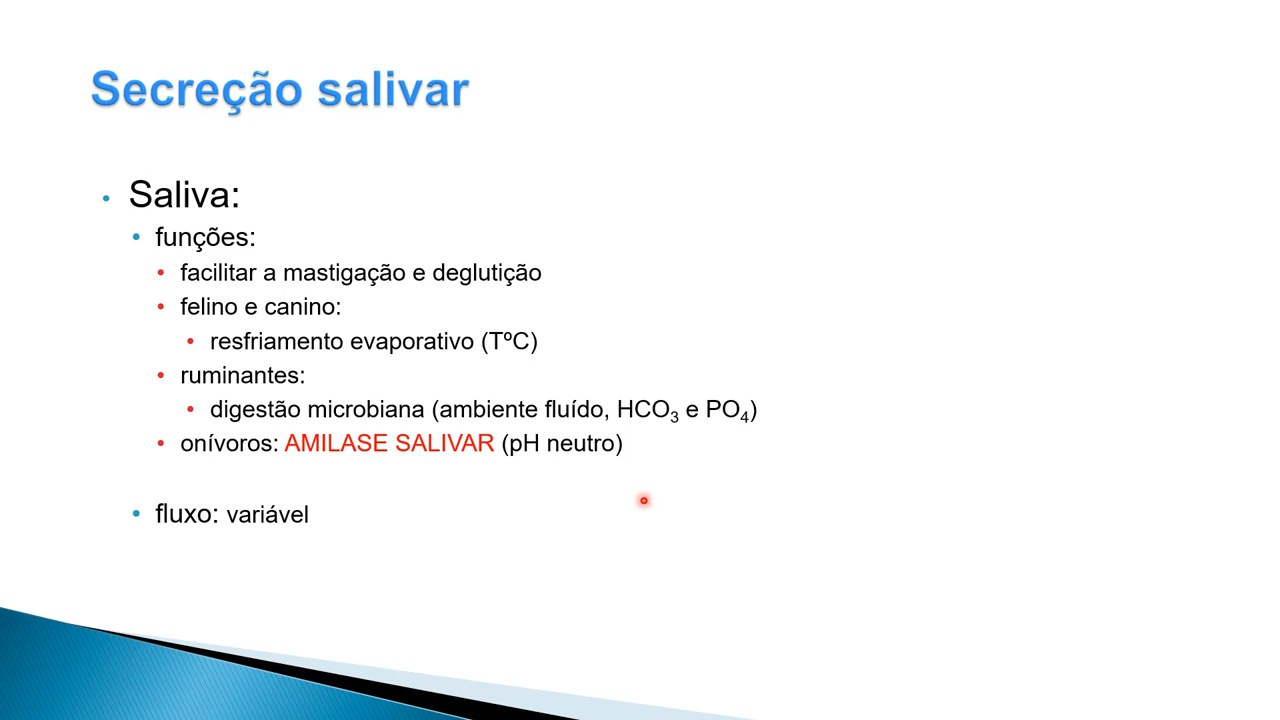 Secreção salivar
• Saliva:
• funções:
• facilitar a mastigação e deglutição
• felino e canino:
• resfriamento evaporativo (TºC)
• ruminantes:
• digestão microbiana (ambiente fluído, HCO₃ e PO₄)
• onívoros: AMILASE SALIVAR (pH neutro)
• fluxo: variável